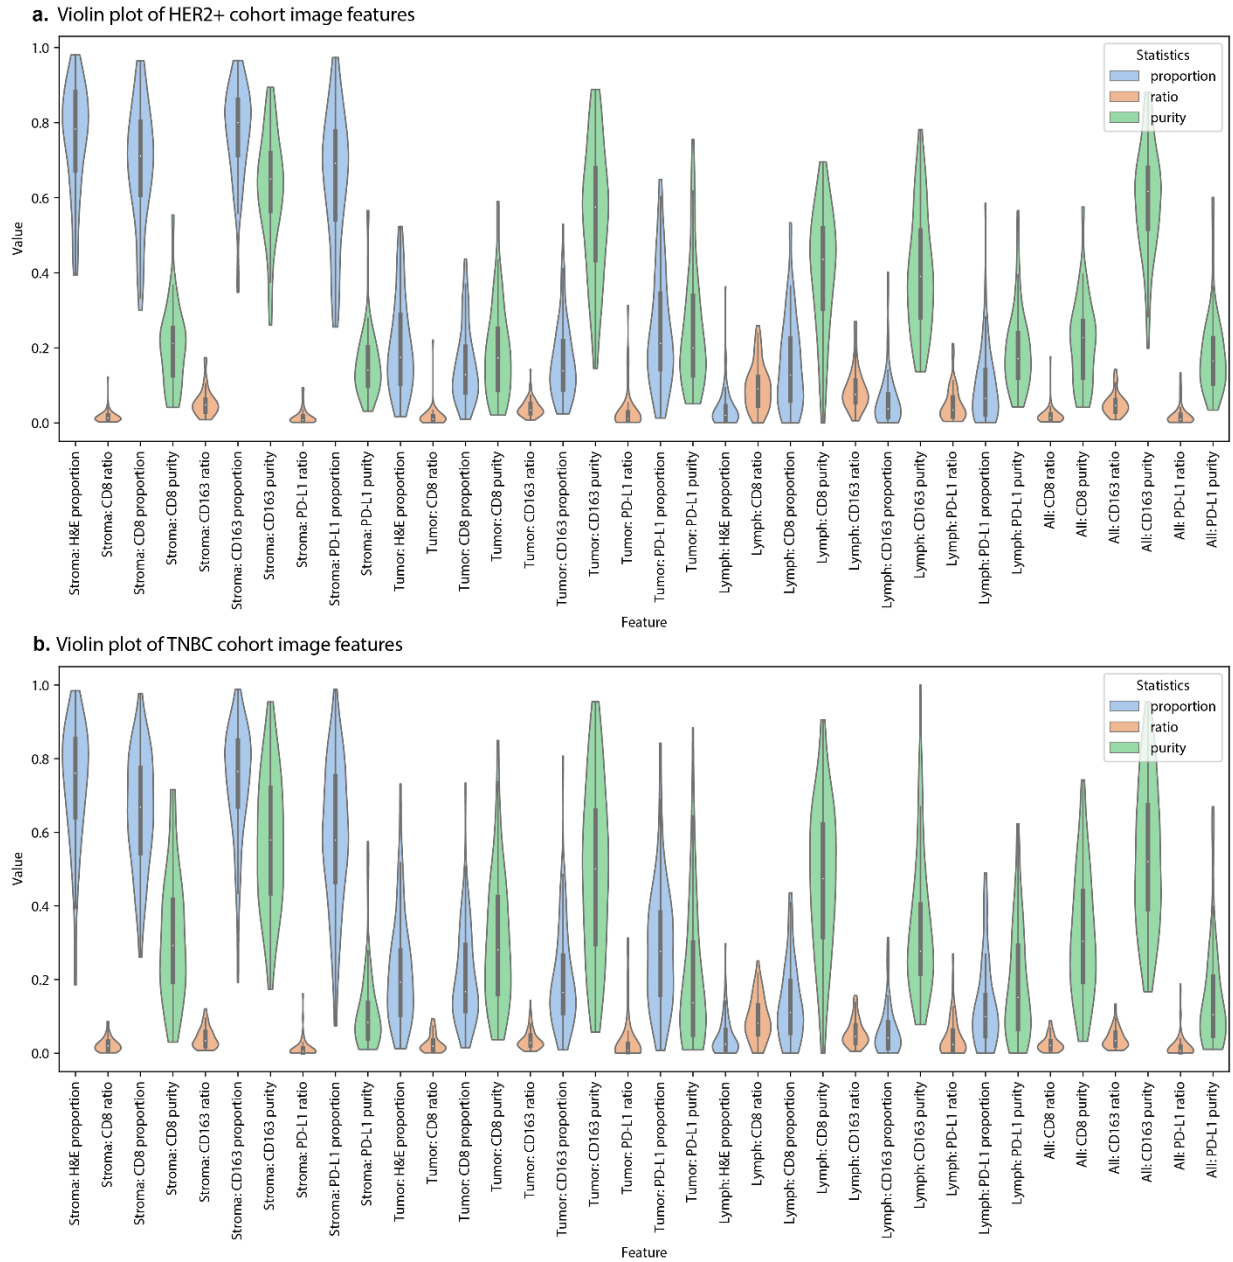 a. Violin plot of HER2+ cohort image features
1.0
0.8
0.6
0.4
0.2
0.0
Value
Statistics
proportion
ratio
purity
Stroma: H&E proportion
Stroma: CD8 ratio
Stroma: CD8 proportion
Stroma: CD8 purity
Stroma: CD163 ratio
Stroma: CD163 proportion
Stroma: CD163 purity
Stroma: PD-L1 ratio
Stroma: PD-L1 proportion
Stroma: PD-L1 purity
Tumor: H&E proportion
Tumor: CD8 ratio
Tumor: CD8 proportion
Tumor: CD8 purity
Tumor: CD163 ratio
Tumor: CD163 proportion
Tumor: CD163 purity
Tumor: PD-L1 ratio
Tumor: PD-L1 proportion
Tumor: PD-L1 purity
Lymph: H&E proportion
Lymph: CD8 ratio
Lymph: CD8 proportion
Lymph: CD8 purity
Lymph: CD163 ratio
Lymph: CD163 proportion
Lymph: CD163 purity
Lymph: PD-L1 ratio
Lymph: PD-L1 proportion
Lymph: PD-L1 purity
All: CD8 ratio
All: CD8 purity
All: CD163 ratio
All: CD163 purity
All: PD-L1 ratio
All: PD-L1 purity
Feature
b. Violin plot of TNBC cohort image features
1.0
0.8
0.6
0.4
0.2
0.0
Value
Statistics
proportion
ratio
purity
Stroma: H&E proportion
Stroma: CD8 ratio
Stroma: CD8 proportion
Stroma: CD8 purity
Stroma: CD163 ratio
Stroma: CD163 proportion
Stroma: CD163 purity
Stroma: PD-L1 ratio
Stroma: PD-L1 proportion
Stroma: PD-L1 purity
Tumor: H&E proportion
Tumor: CD8 ratio
Tumor: CD8 proportion
Tumor: CD8 purity
Tumor: CD163 ratio
Tumor: CD163 proportion
Tumor: CD163 purity
Tumor: PD-L1 ratio
Tumor: PD-L1 proportion
Tumor: PD-L1 purity
Lymph: H&E proportion
Lymph: CD8 ratio
Lymph: CD8 proportion
Lymph: CD8 purity
Lymph: CD163 ratio
Lymph: CD163 proportion
Lymph: CD163 purity
Lymph: PD-L1 ratio
Lymph: PD-L1 proportion
Lymph: PD-L1 purity
All: CD8 ratio
All: CD8 purity
All: CD163 ratio
All: CD163 purity
All: PD-L1 ratio
All: PD-L1 purity
Feature